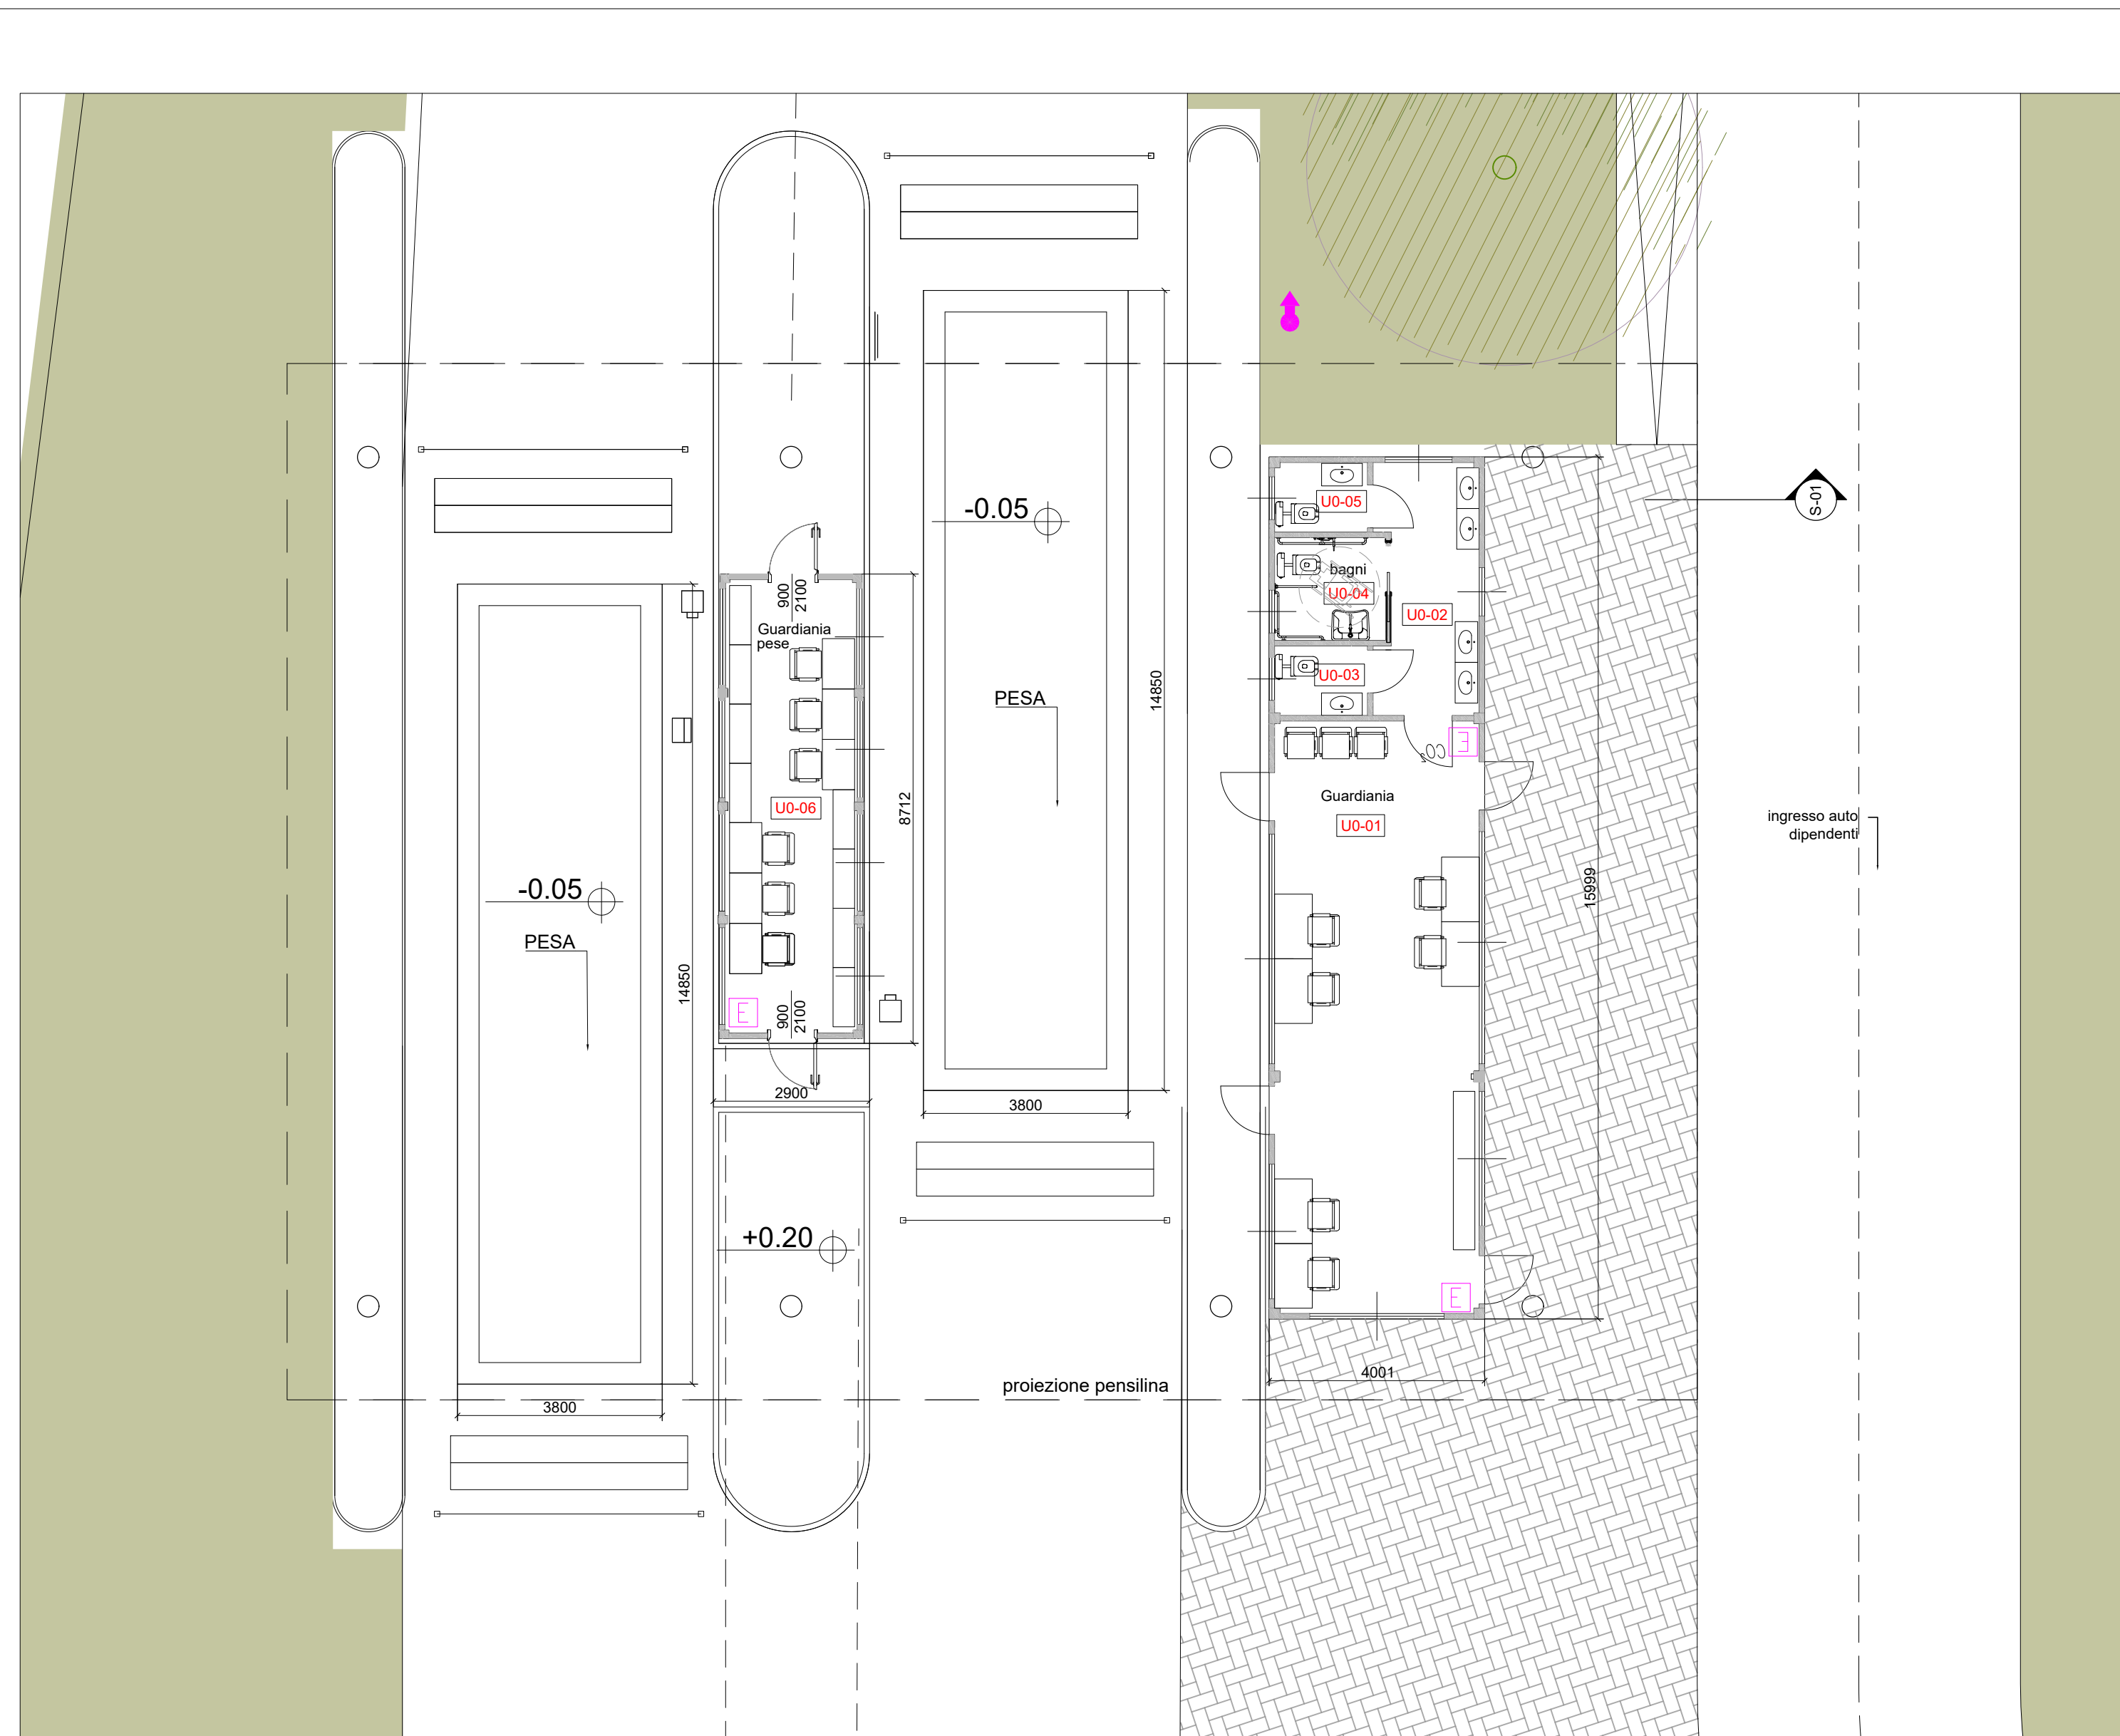 U0-05
S-01
-0.05
bagni
U0-04
900
2100
U0-02
Guardiania
pese
U0-03
14850
PESA
Guardiania
U0-06
8712
U0-01
ingresso auto
dipendenti
E
-0.05
15999
PESA
14850
E
900
2100
2900
3800
+0.20
E
4001
proiezione pensilina
3800